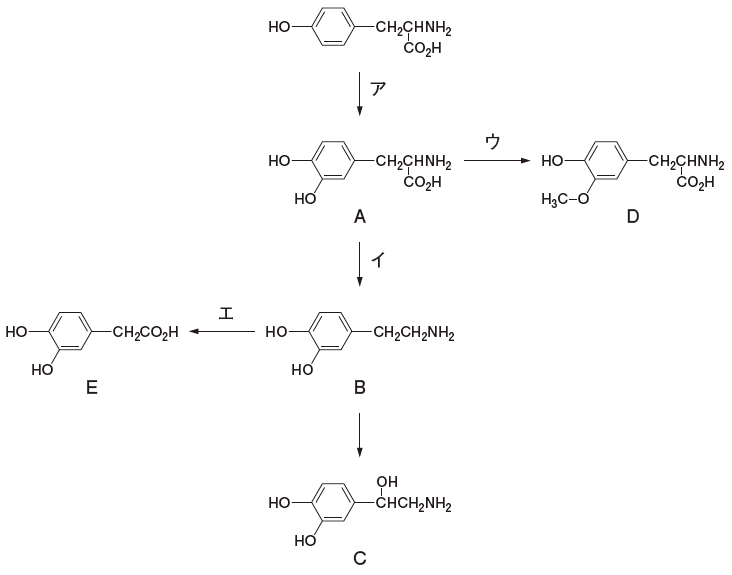 HO CH₂CHNH₂
CO₂H
ア
HO CH₂CHNH₂
CO₂H
HO
A
ウ
HO CH₂CHNH₂
CO₂H
H₃C O
D
イ
HO CH₂CO₂H
HO
E
エ
HO CH₂CH₂NH₂
HO
B
OH
HO CHCH₂NH₂
HO
C